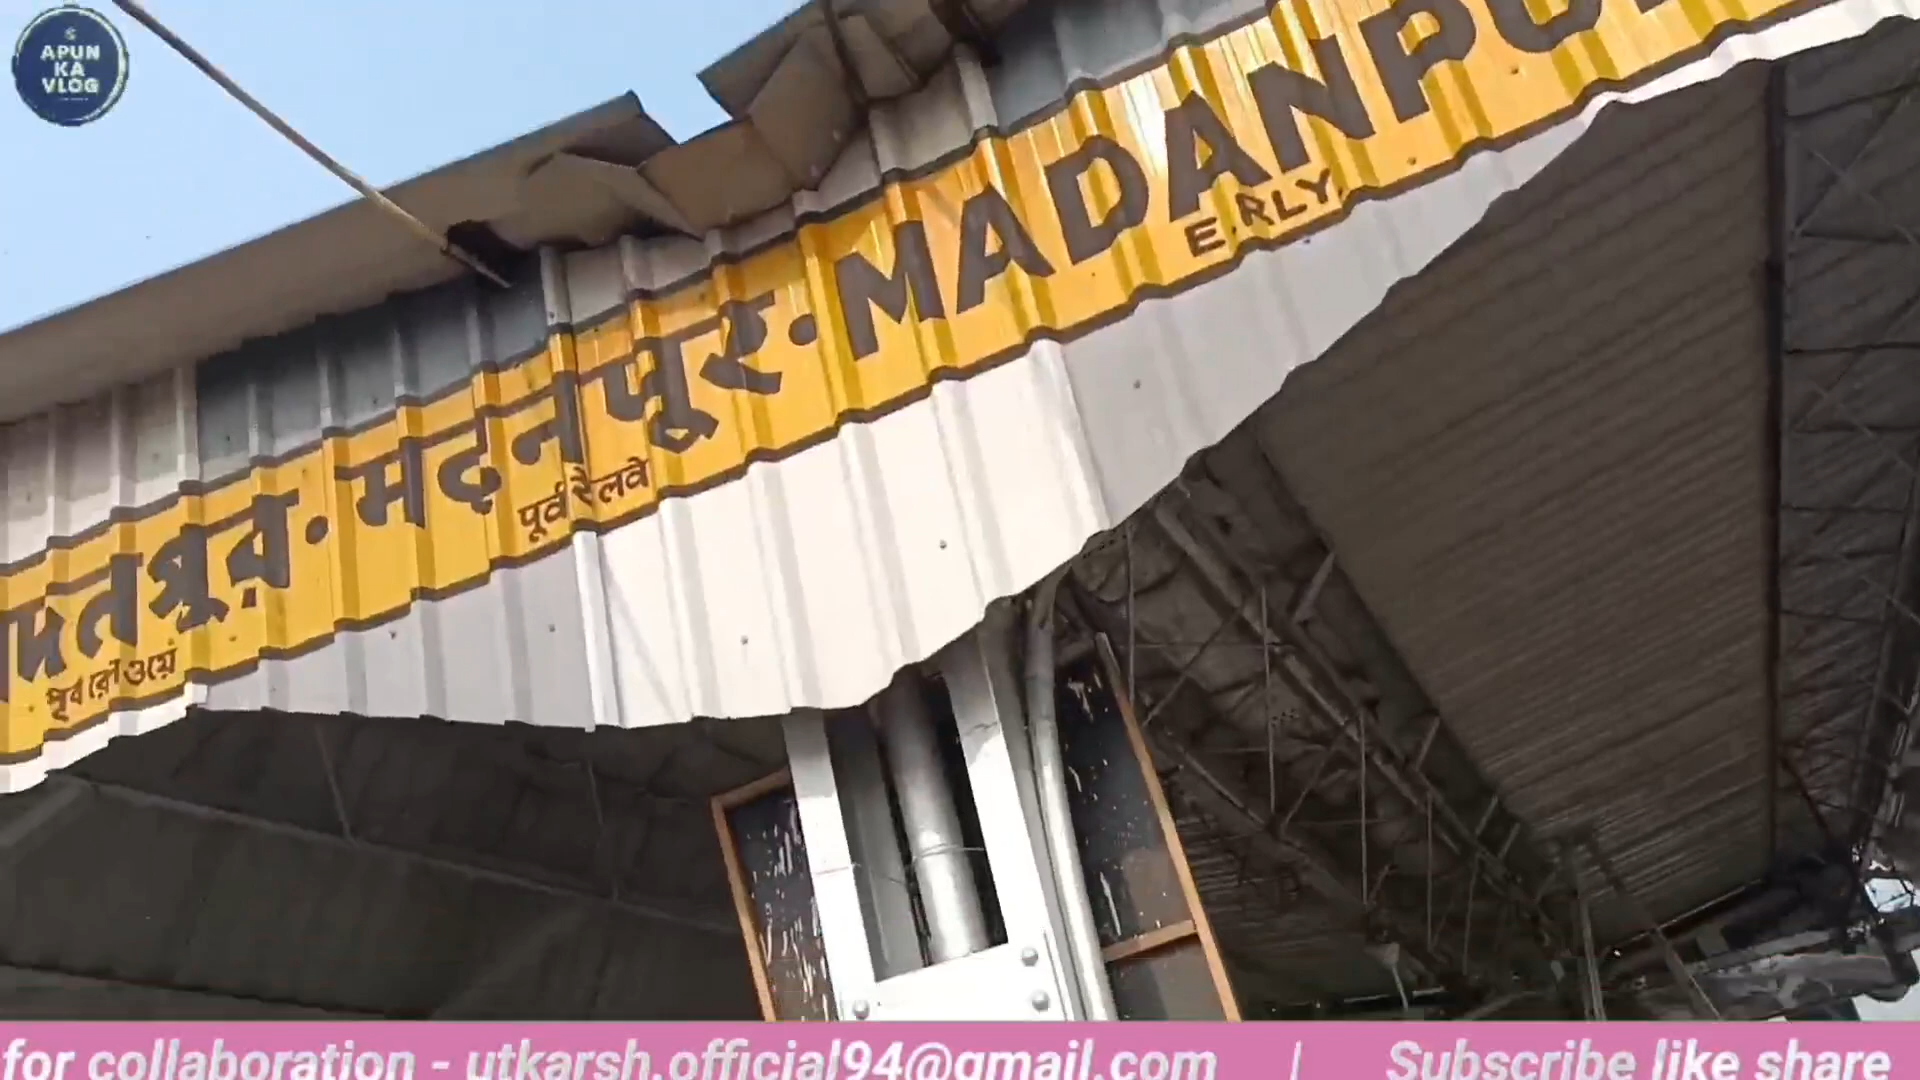 APUN
KA
VLOG
দনপুর. मदनपुर. MADANPU
পূর্ব রেলওয়ে
पूर्व रेलवे
E.RLY.
for collaboration - utkarsh.official94@gmail.com | Subscribe like share